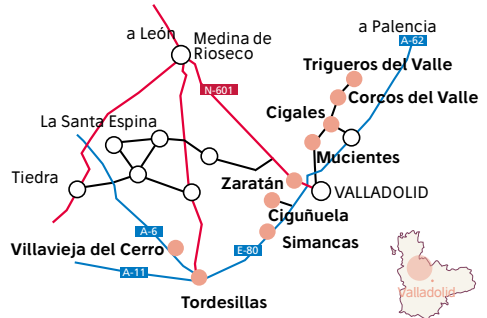 a León
Medina de
Rioseco
a Palencia
A-62
Trigueros del Valle
N-601
Corcos del Valle
Cigales
La Santa Espina
Mucientes
Tiedra
Zaratán
VALLADOLID
Ciguñuela
A-6
Simancas
Villavieja del Cerro
E-80
A-11
Tordesillas
Valladolid